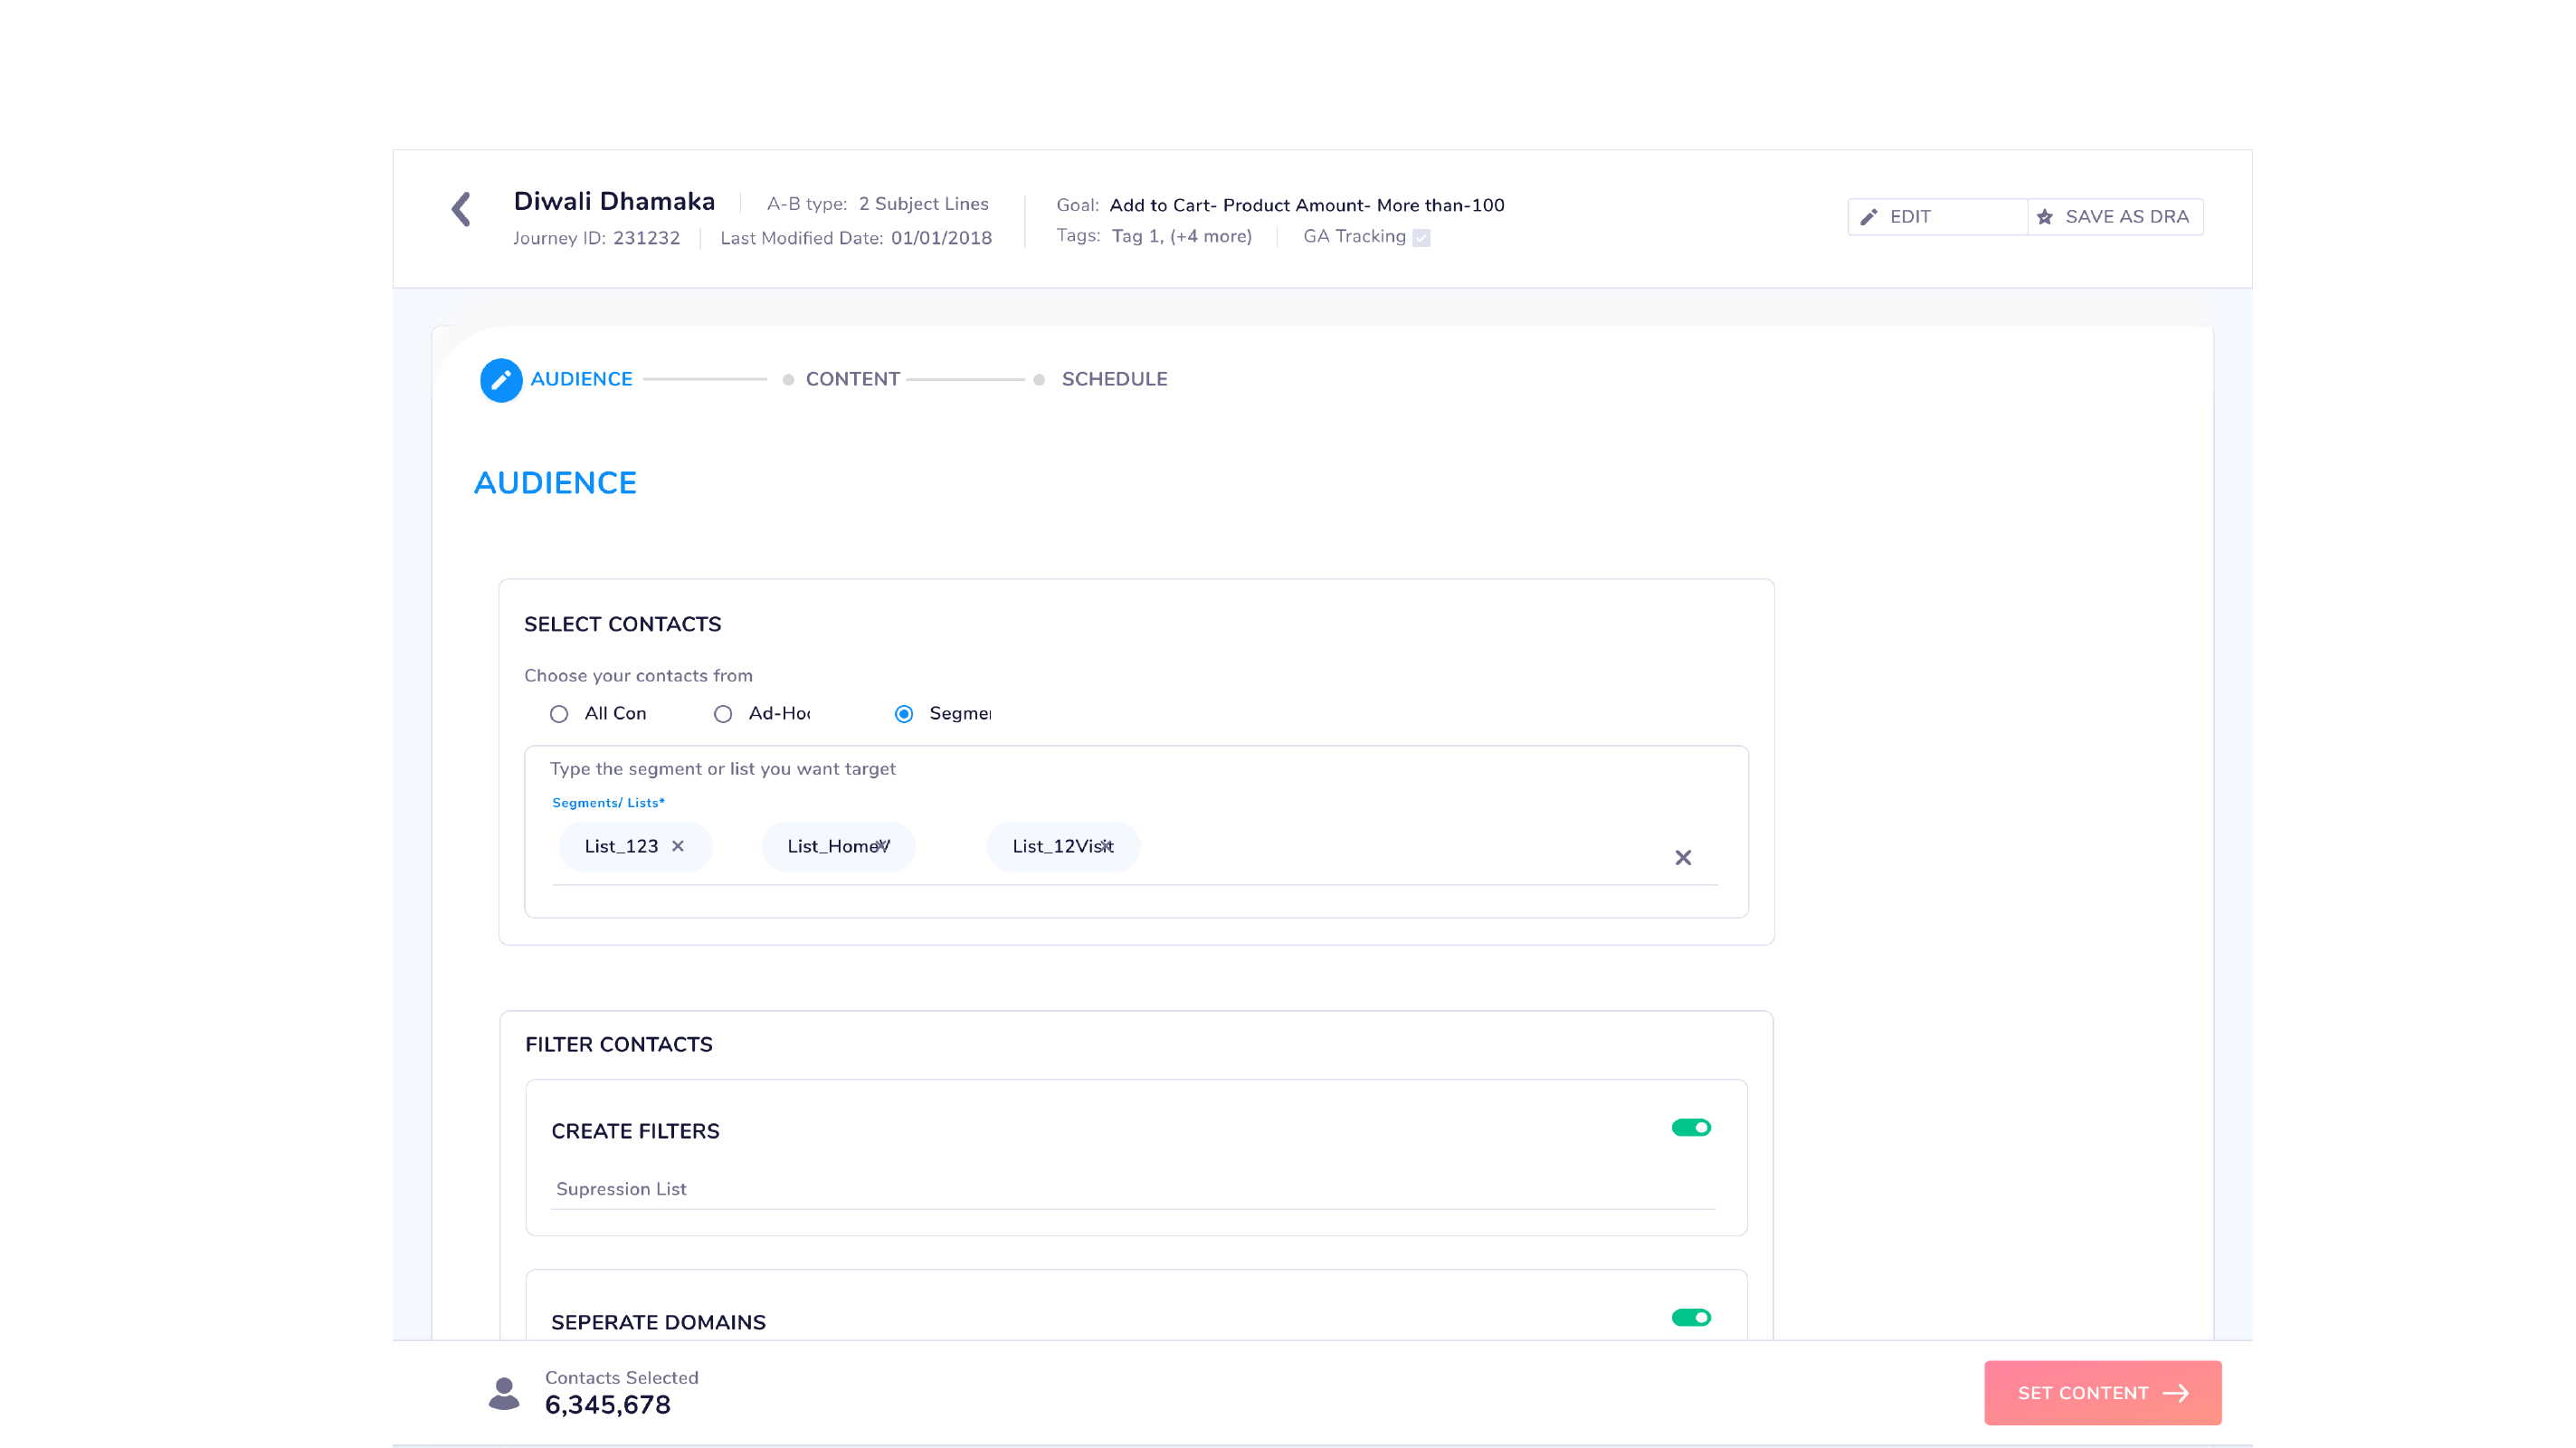 Diwali Dhamaka
A-B type: 2 Subject Lines
Journey ID: 231232
Last Modified Date: 01/01/2018
Goal: Add to Cart- Product Amount- More than-100
Tags: Tag 1, (+4 more)
GA Tracking
EDIT
SAVE AS DRA
AUDIENCE
CONTENT
SCHEDULE
AUDIENCE
SELECT CONTACTS
Choose your contacts from
All Con
Ad-Hoc
Segme
Type the segment or list you want target
Segments/ Lists*
List_123
List_HomeV
List_12Visit
FILTER CONTACTS
CREATE FILTERS
Supression List
SEPERATE DOMAINS
Contacts Selected
6,345,678
SET CONTENT